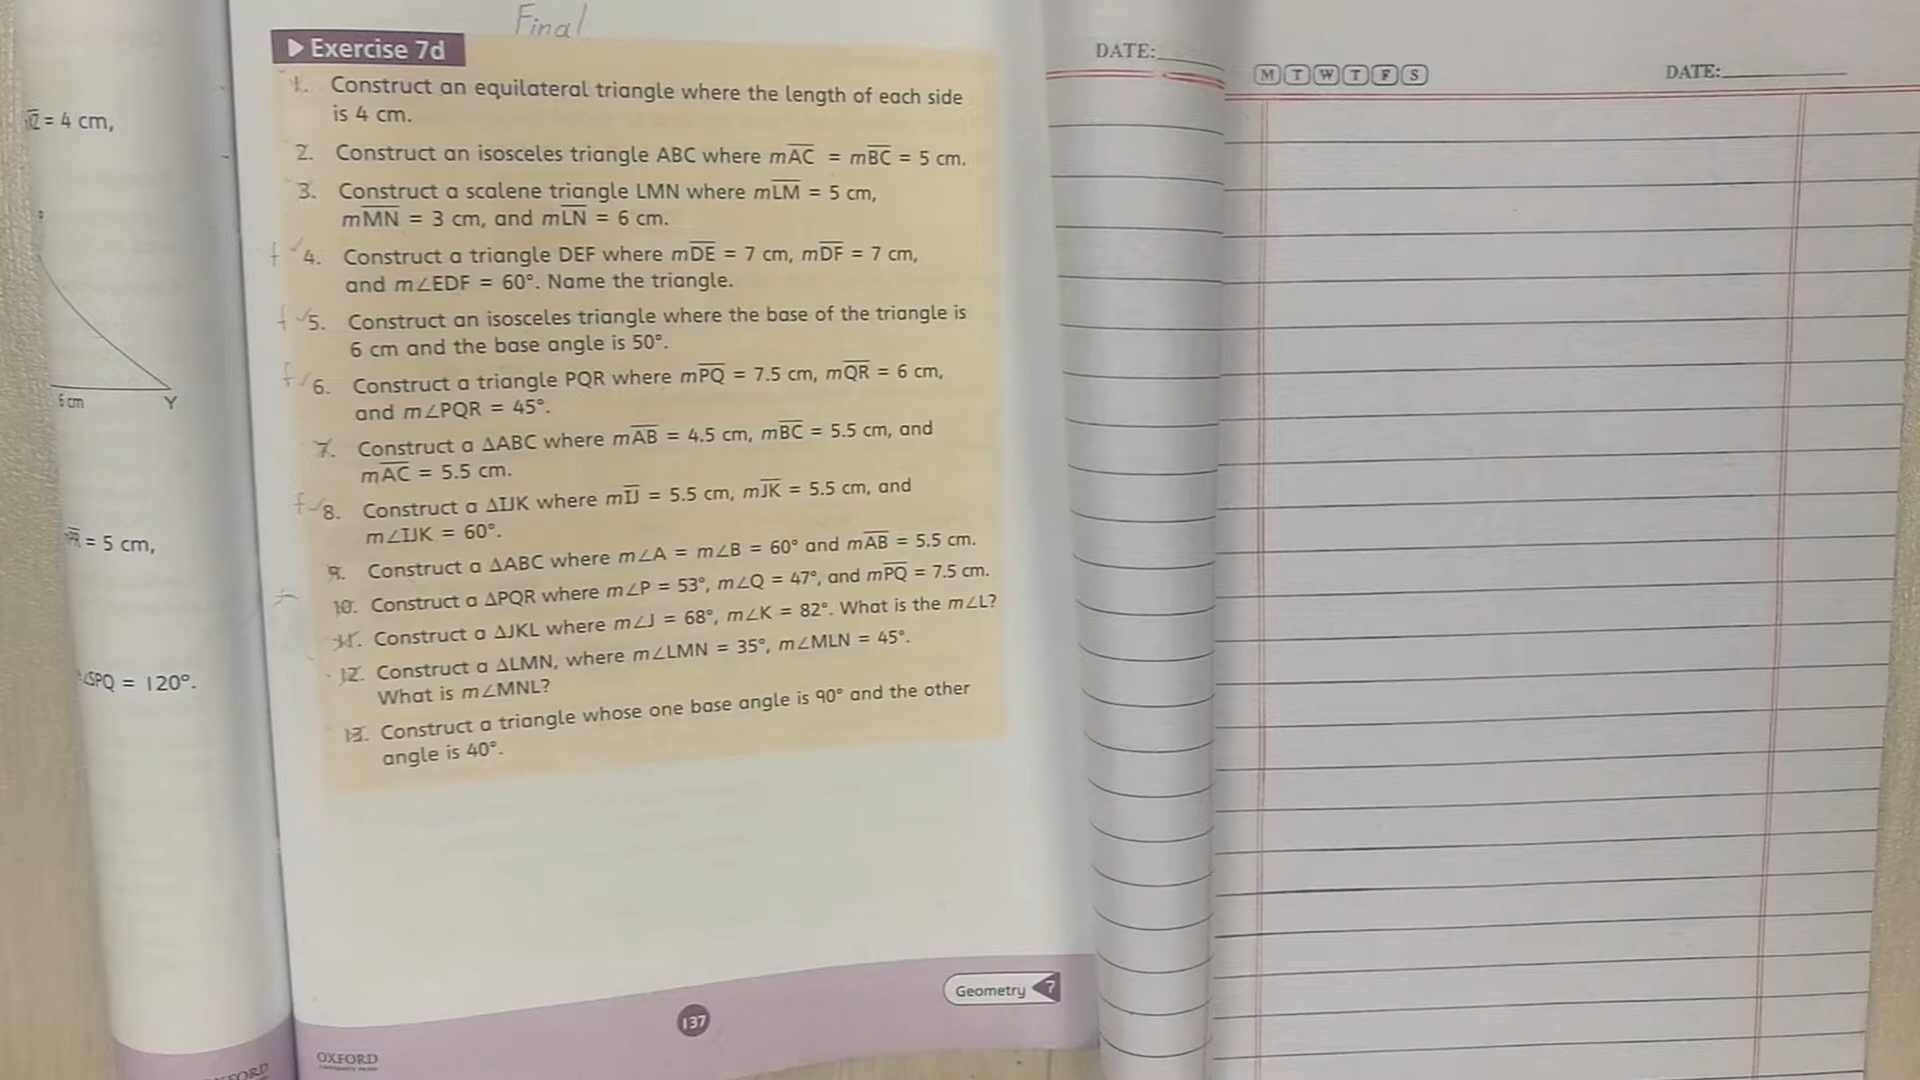 Final
Exercise 7d
1. Construct an equilateral triangle where the length of each side
is 4 cm.
2. Construct an isosceles triangle ABC where mAC = mBC = 5 cm.
3. Construct a scalene triangle LMN where mLM = 5 cm,
mMN = 3 cm, and mLN = 6 cm.
4. Construct a triangle DEF where mDE = 7 cm, mDF = 7 cm,
and m∠EDF = 60°. Name the triangle.
5. Construct an isosceles triangle where the base of the triangle is
6 cm and the base angle is 50°.
6. Construct a triangle PQR where mPQ = 7.5 cm, mQR = 6 cm,
and m∠PQR = 45°.
7. Construct a ΔABC where mAB = 4.5 cm, mBC = 5.5 cm, and
mAC = 5.5 cm.
8. Construct a ΔIJK where mIJ = 5.5 cm, mJK = 5.5 cm, and
m∠IJK = 60°.
9. Construct a ΔABC where m∠A = m∠B = 60° and mAB = 5.5 cm.
10. Construct a ΔPQR where m∠P = 53°, m∠Q = 47°, and mPQ = 7.5 cm.
11. Construct a ΔJKL where m∠J = 68°, m∠K = 82°. What is the m∠L?
12. Construct a ΔLMN, where m∠LMN = 35°, m∠MLN = 45°.
What is m∠MNL?
13. Construct a triangle whose one base angle is 90° and the other
angle is 40°.
Geometry 7
137
OXFORD
UNIVERSITY PRESS
= 4 cm,
Y
= 5 cm,
∠SPQ = 120°.
DATE:
M T W T F S
DATE: